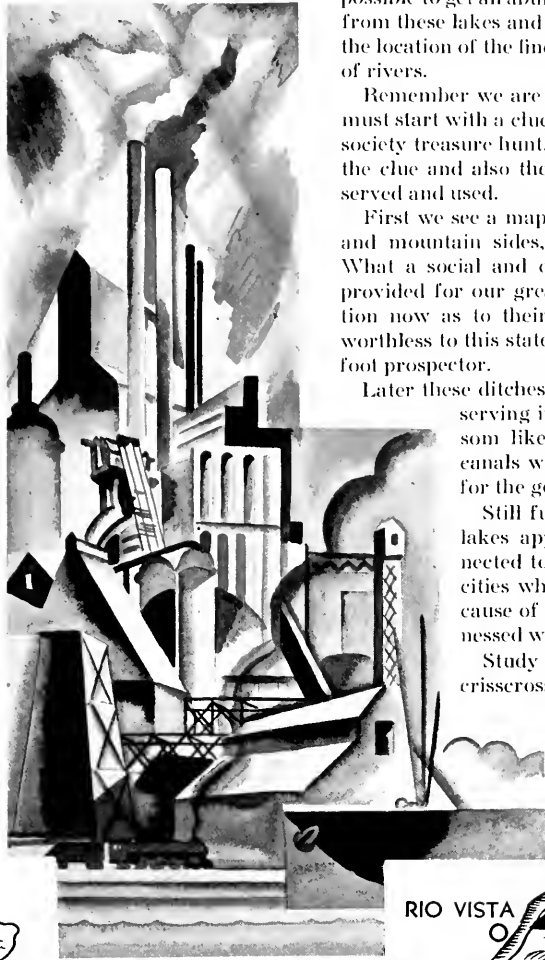 possible to get an abun
from these lakes and
the location of the fin
of rivers.
Remember we are
must start with a clue
society treasure hunt.
the clue and also the
served and used.
First we see a map
and mountain sides,
What a social and
provided for our gre
tion now as to their
worthless to this state
foot prospector.
Later these ditches
serving i
som like
canals w
for the g
Still fu
lakes app
nected to
cities wh
cause of
nessed w
Study
crisscros
1
RIO VISTA